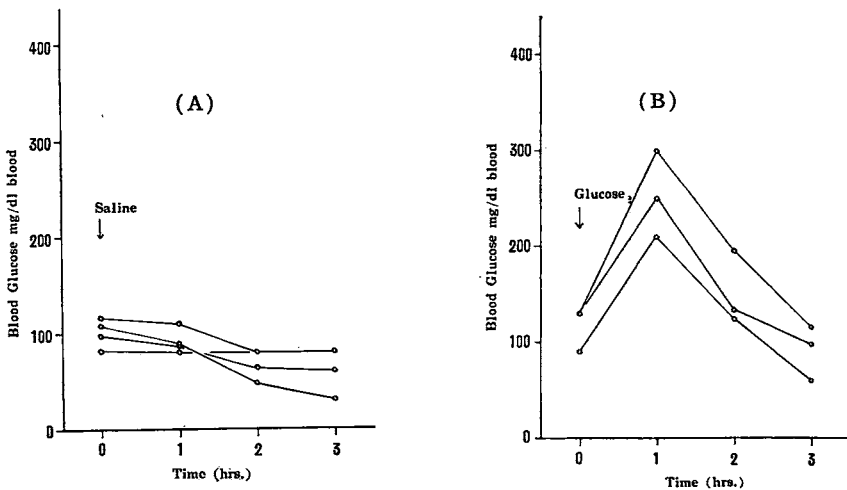 400
(A)
300
Saline
200
100
0
0 1 2 3
Time (hrs.)
Blood Glucose mg/dl blood
400
(B)
300
Glucose
200
100
0
0 1 2 3
Time (hrs.)
Blood Glucose mg/dl blood